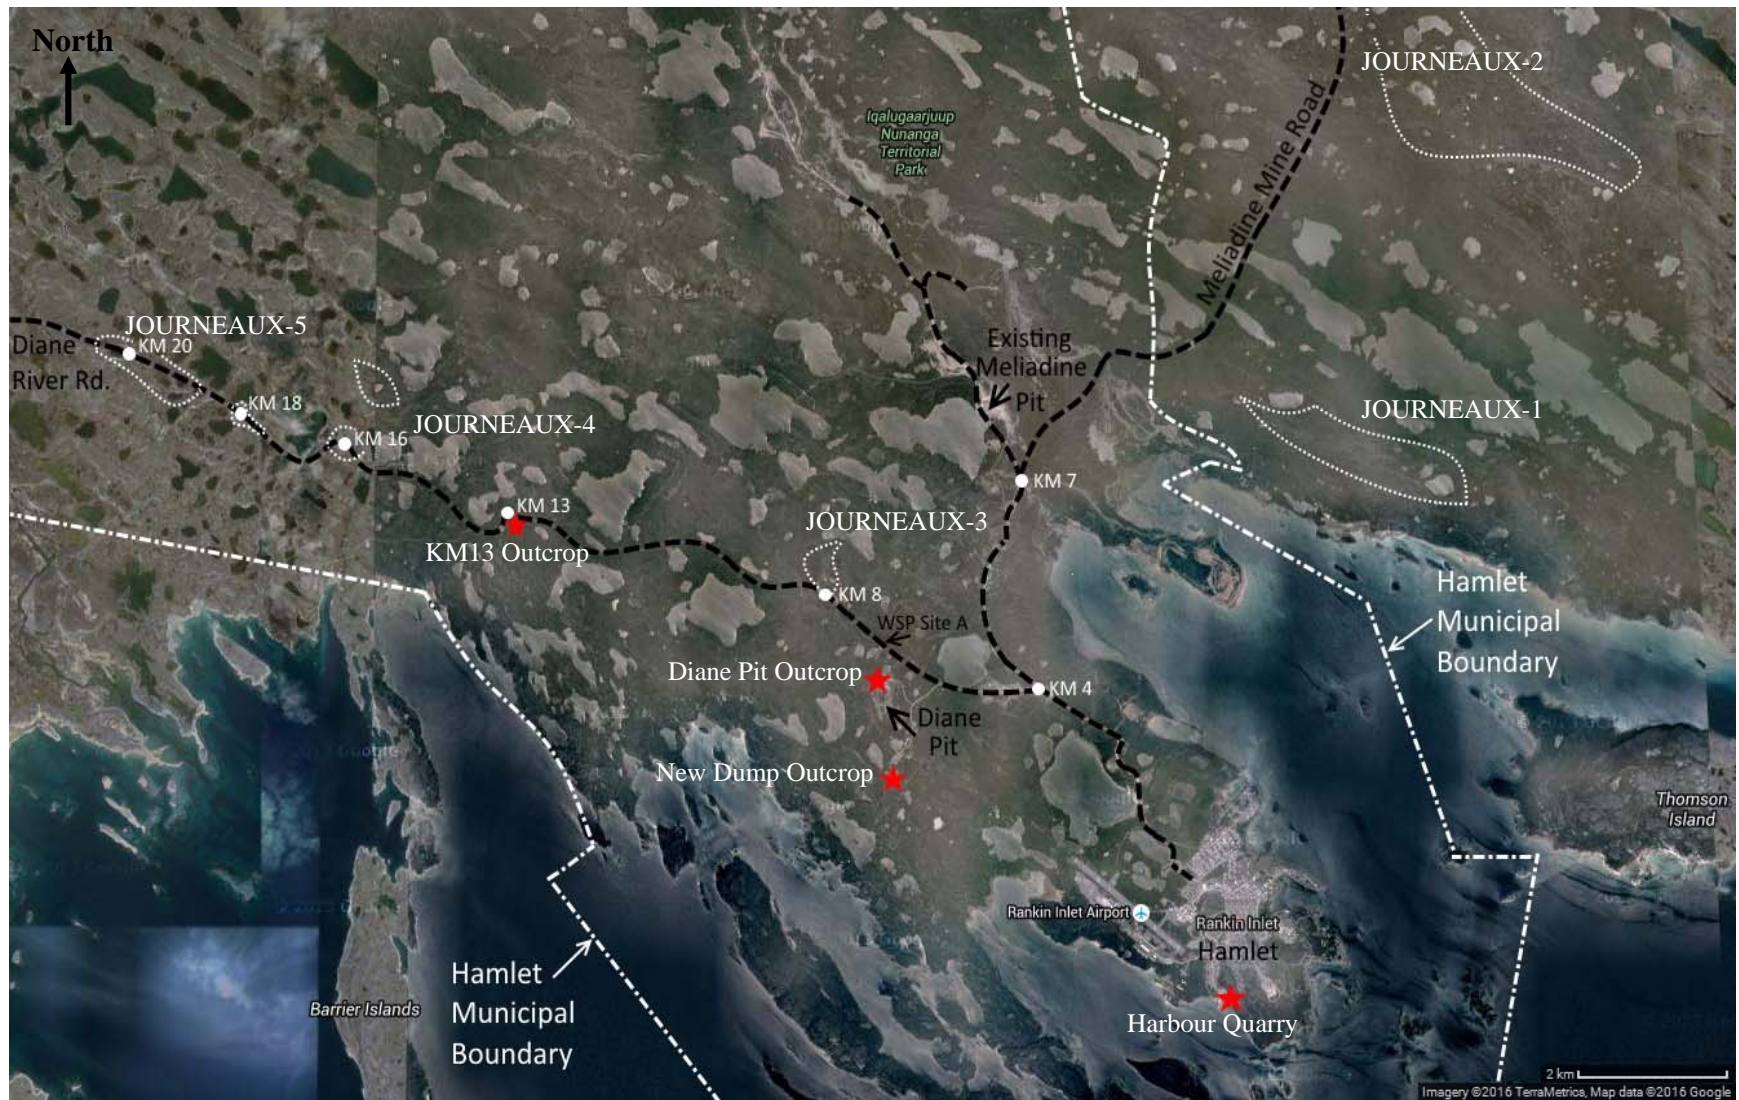 North
JOURNEAUX-2
Iqalugaarjuup
Nunanga
Territorial
Park
Meliadine Mine Road
JOURNEAUX-5
KM 20
Diane
River Rd.
Existing
Meliadine
Pit
KM 18
JOURNEAUX-4
KM 16
JOURNEAUX-1
KM 7
KM 13
JOURNEAUX-3
KM13 Outcrop
KM 8
Hamlet
Municipal
Boundary
WSP Site A
Diane Pit Outcrop
KM 4
Diane
Pit
New Dump Outcrop
Thomson
Island
Rankin Inlet Airport
Rankin Inlet
Hamlet
Hamlet
Municipal
Boundary
Barrier Islands
Harbour Quarry
2 km
Imagery ©2016 TerraMetrics, Map data ©2016 Google